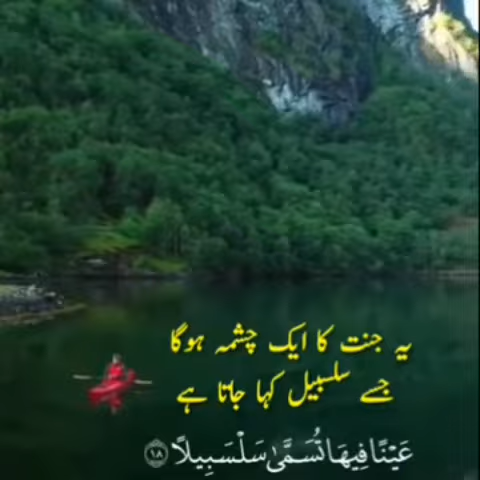 یہ جنت کا ایک چشمہ ہوگا
جسے سلسبیل کہا جاتا ہے
عَيْنًا فِيهَا تُسَمَّىٰ سَلْسَبِيلًا ١٨